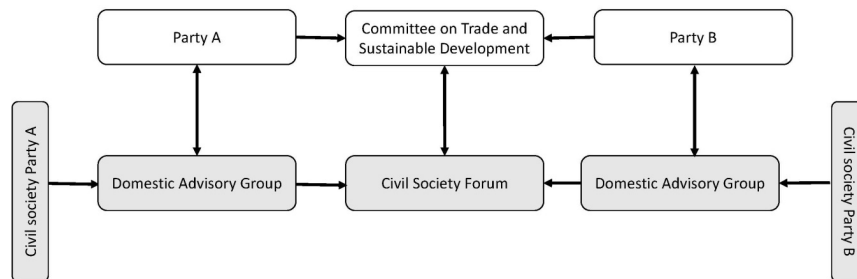 Party A
Committee on Trade and
Sustainable Development
Party B
Civil society Party A
Domestic Advisory Group
Civil Society Forum
Domestic Advisory Group
Civil society Party B